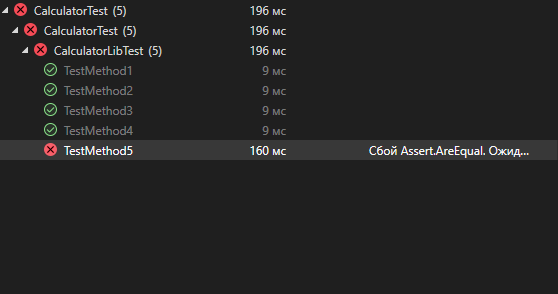 CalculatorTest (5) 196 мс
CalculatorTest (5) 196 мс
CalculatorLibTest (5) 196 мс
TestMethod1 9 мс
TestMethod2 9 мс
TestMethod3 9 мс
TestMethod4 9 мс
TestMethod5 160 мс Сбой Assert.AreEqual. Ожид...